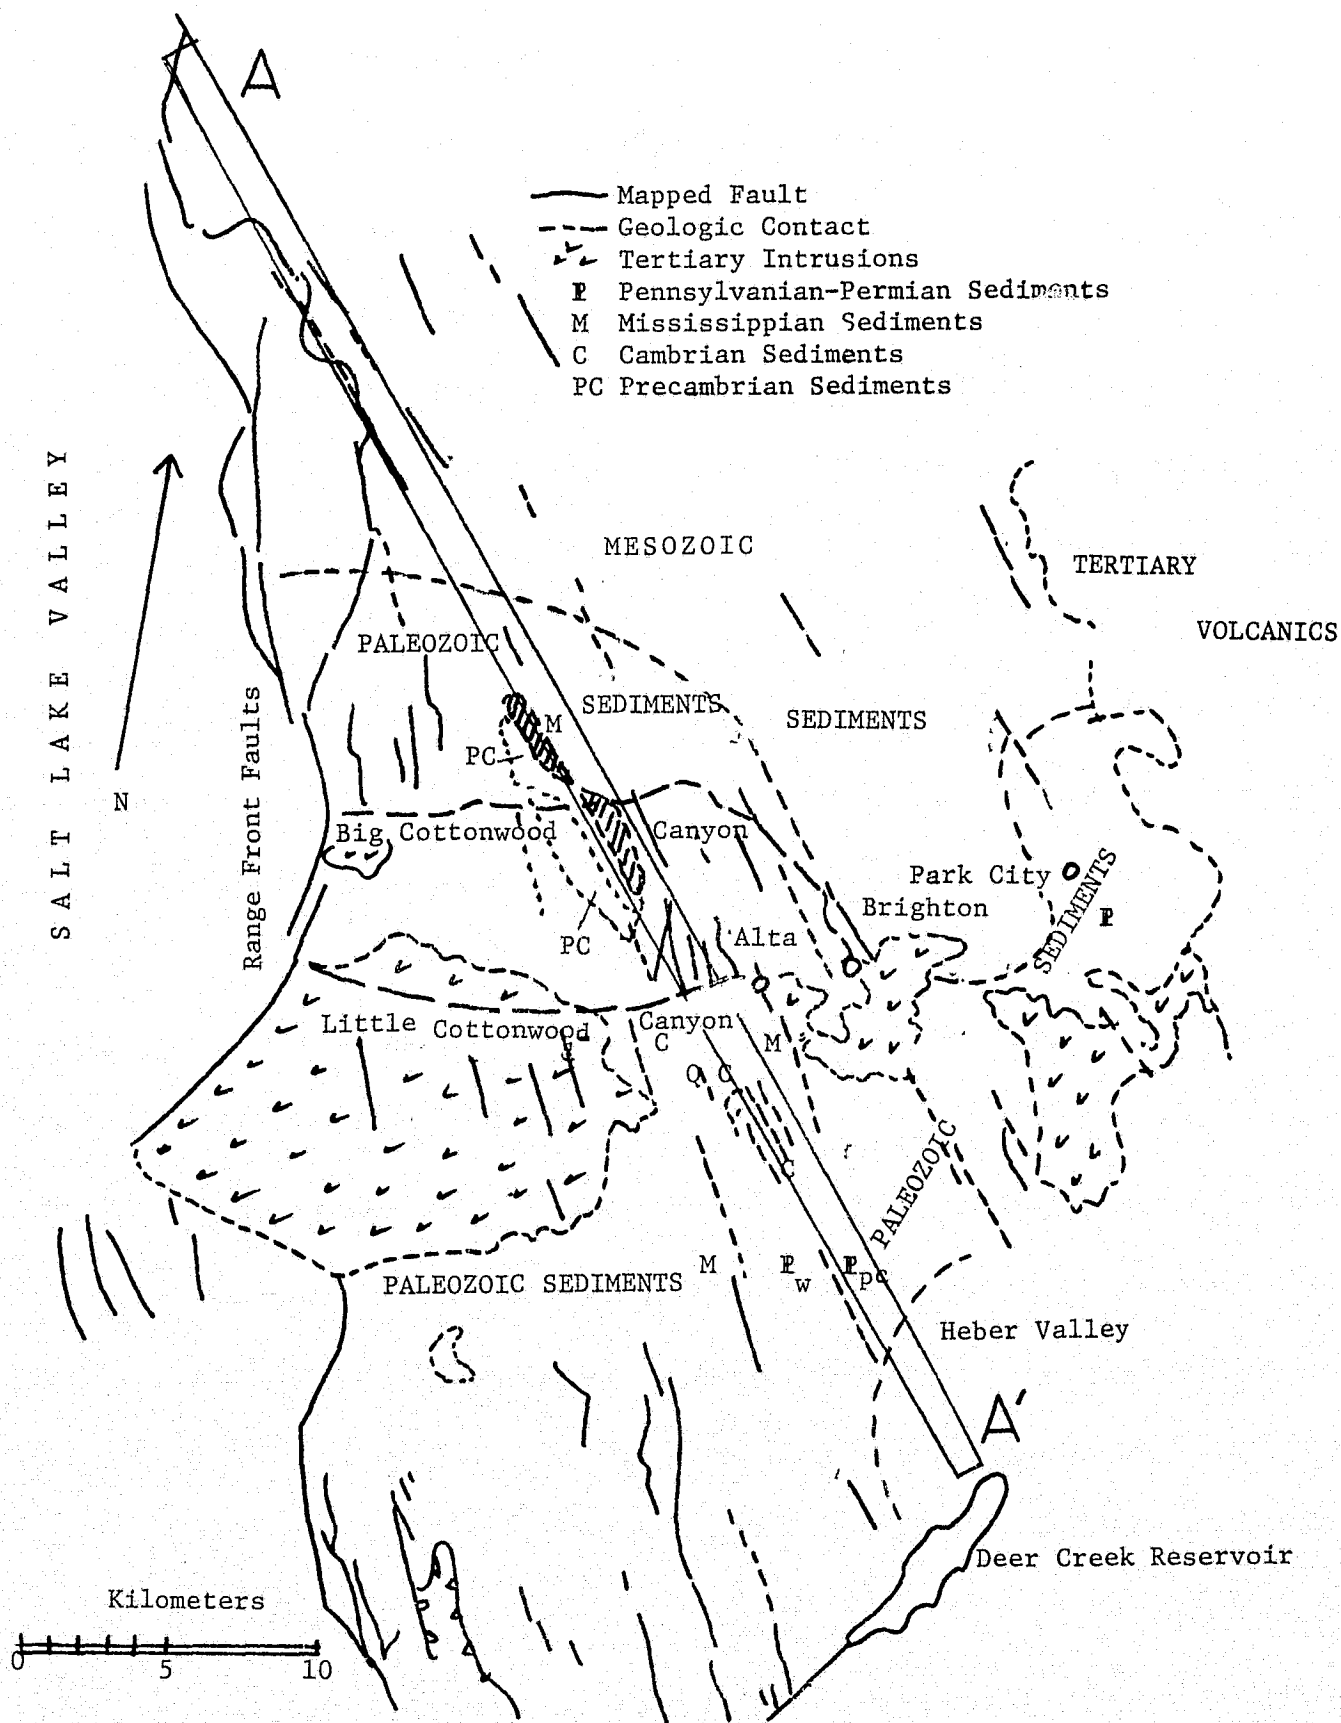 A
Mapped Fault
Geologic Contact
Tertiary Intrusions
P Pennsylvanian-Permian Sediments
M Mississippian Sediments
C Cambrian Sediments
PC Precambrian Sediments
SALT LAKE VALLEY
N
Range Front Faults
MESOZOIC
SEDIMENTS
TERTIARY
VOLCANICS
PALEOZOIC
SEDIMENTS
M
PC
Big Cottonwood Canyon
Park City
Brighton
SEDIMENTS
P
PC
Alta
Little Cottonwood Canyon
C
M
C
C
PALEOZOIC
PALEOZOIC SEDIMENTS
M
Pw
Ppc
Heber Valley
A'
Deer Creek Reservoir
Kilometers
0 5 10